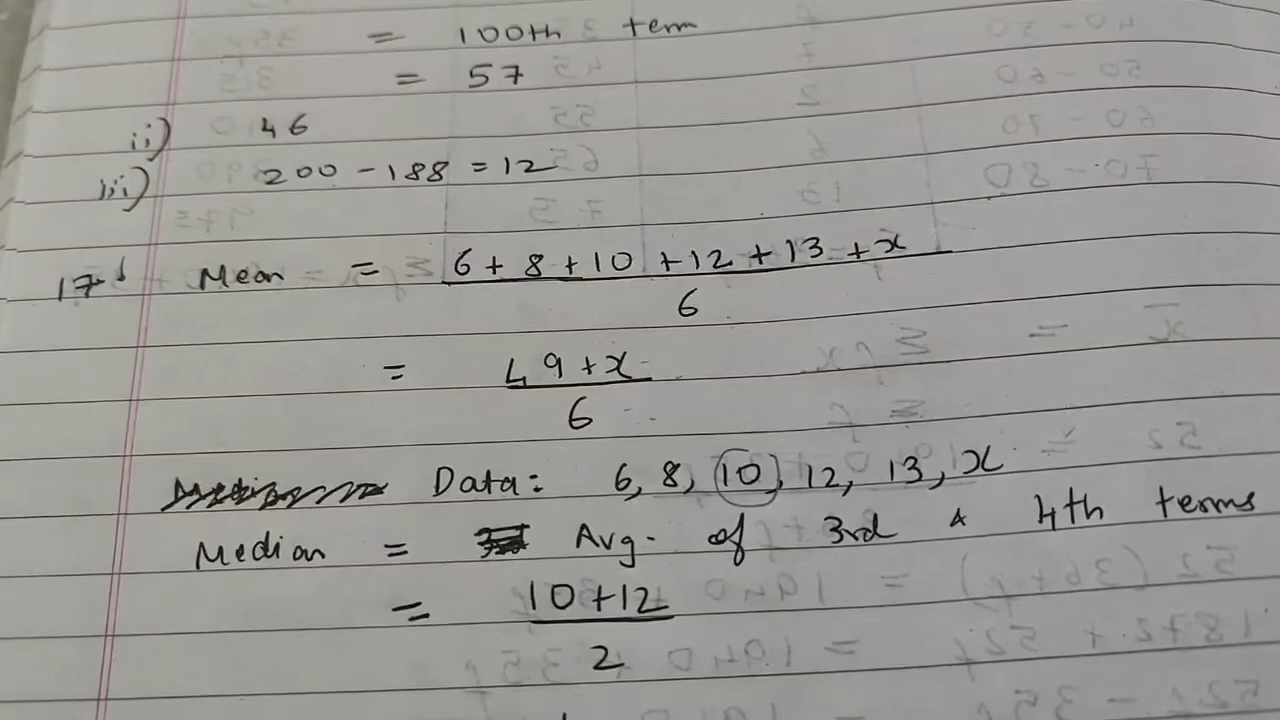 = 100th term
= 57
ii) 46
iii) 200 - 188 = 12
17. Mean = 6 + 8 + 10 + 12 + 13 + x
6
= 49 + x
6
Data: 6, 8, 10, 12, 13, x
Median = Avg. of 3rd & 4th terms
= 10 + 12
2